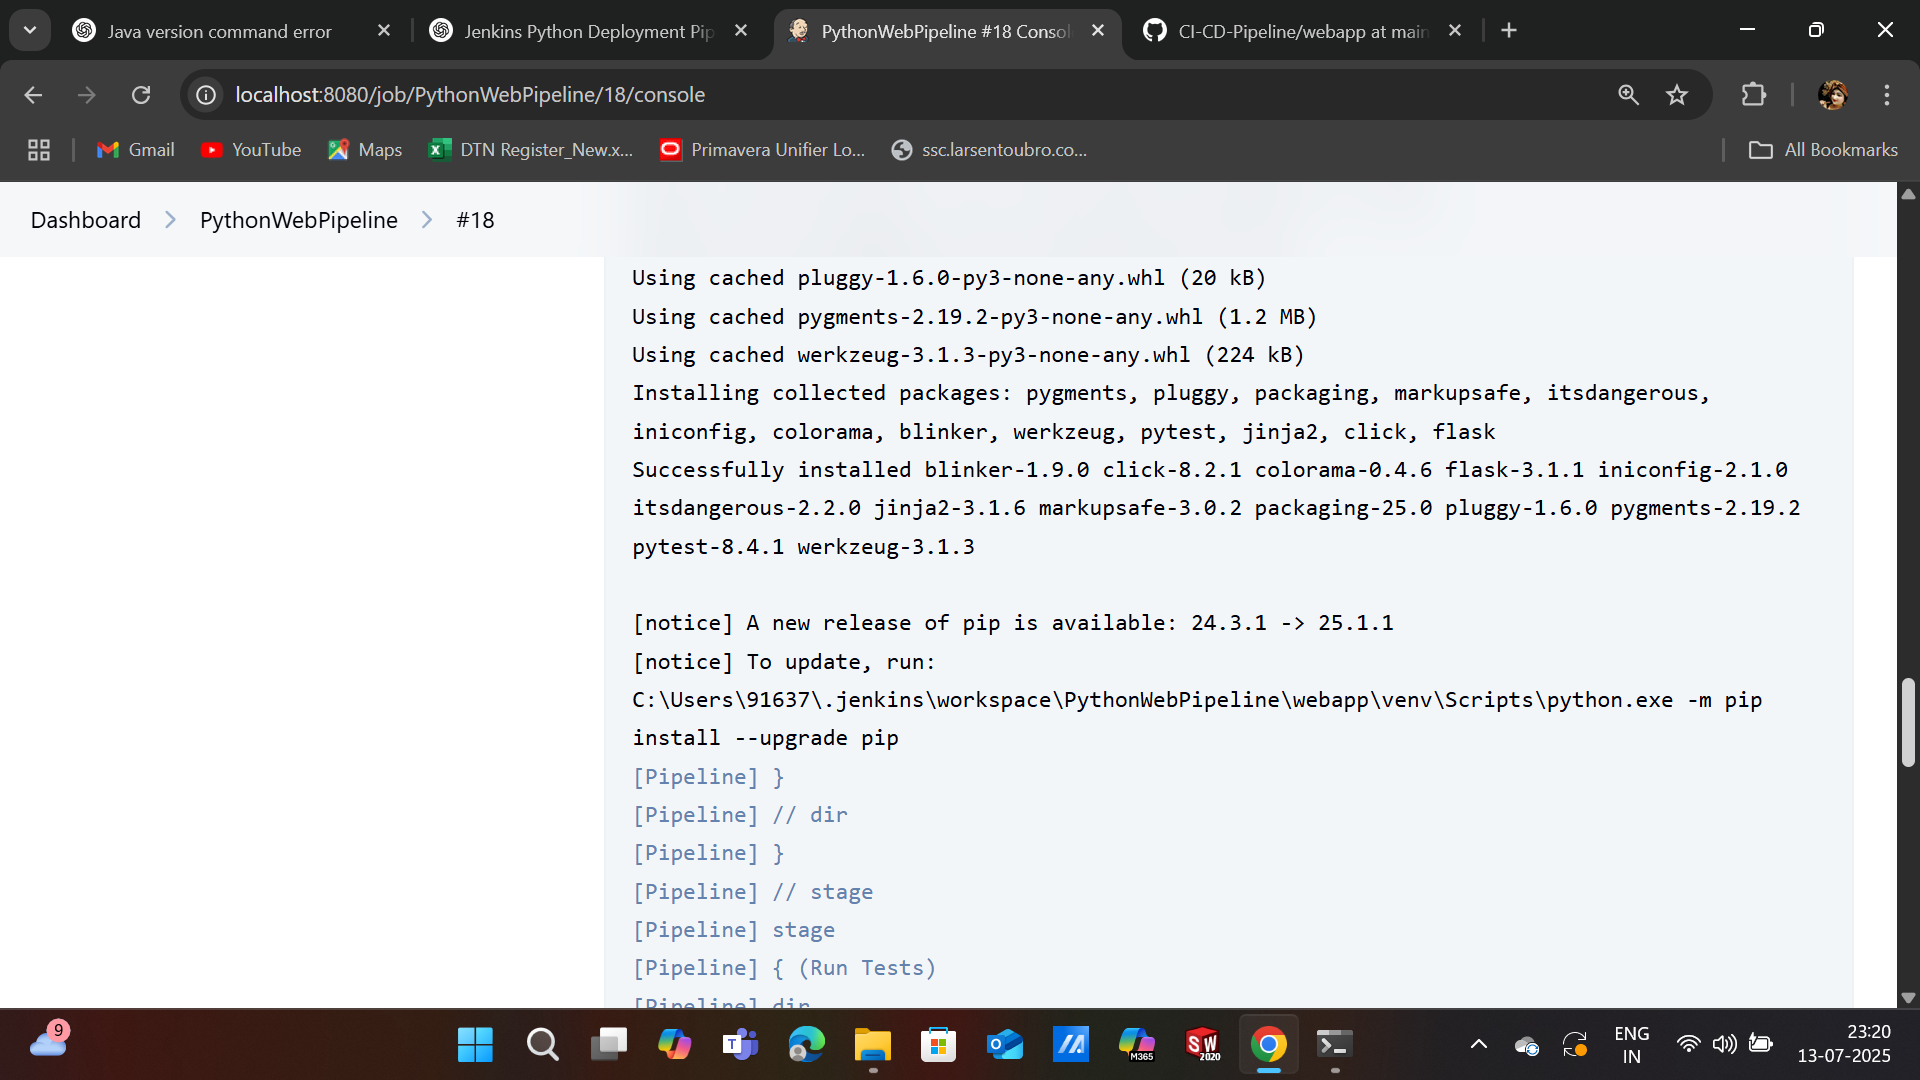 Java version command error
Jenkins Python Deployment Pip
PythonWebPipeline #18 Consol
CI-CD-Pipeline/webapp at main
localhost:8080/job/PythonWebPipeline/18/console
Gmail
YouTube
Maps
DTN Register_New.x...
Primavera Unifier Lo...
ssc.larsentoubro.co...
All Bookmarks
Dashboard
PythonWebPipeline
#18
Using cached pluggy-1.6.0-py3-none-any.whl (20 kB)
Using cached pygments-2.19.2-py3-none-any.whl (1.2 MB)
Using cached werkzeug-3.1.3-py3-none-any.whl (224 kB)
Installing collected packages: pygments, pluggy, packaging, markupsafe, itsdangerous,
iniconfig, colorama, blinker, werkzeug, pytest, jinja2, click, flask
Successfully installed blinker-1.9.0 click-8.2.1 colorama-0.4.6 flask-3.1.1 iniconfig-2.1.0
itsdangerous-2.2.0 jinja2-3.1.6 markupsafe-3.0.2 packaging-25.0 pluggy-1.6.0 pygments-2.19.2
pytest-8.4.1 werkzeug-3.1.3
[notice] A new release of pip is available: 24.3.1 -> 25.1.1
[notice] To update, run:
C:\Users\91637\.jenkins\workspace\PythonWebPipeline\webapp\venv\Scripts\python.exe -m pip
install --upgrade pip
[Pipeline] }
[Pipeline] // dir
[Pipeline] }
[Pipeline] // stage
[Pipeline] stage
[Pipeline] { (Run Tests)
[Pipeline] dir
9
M365
SW
2020
ENG
IN
23:20
13-07-2025